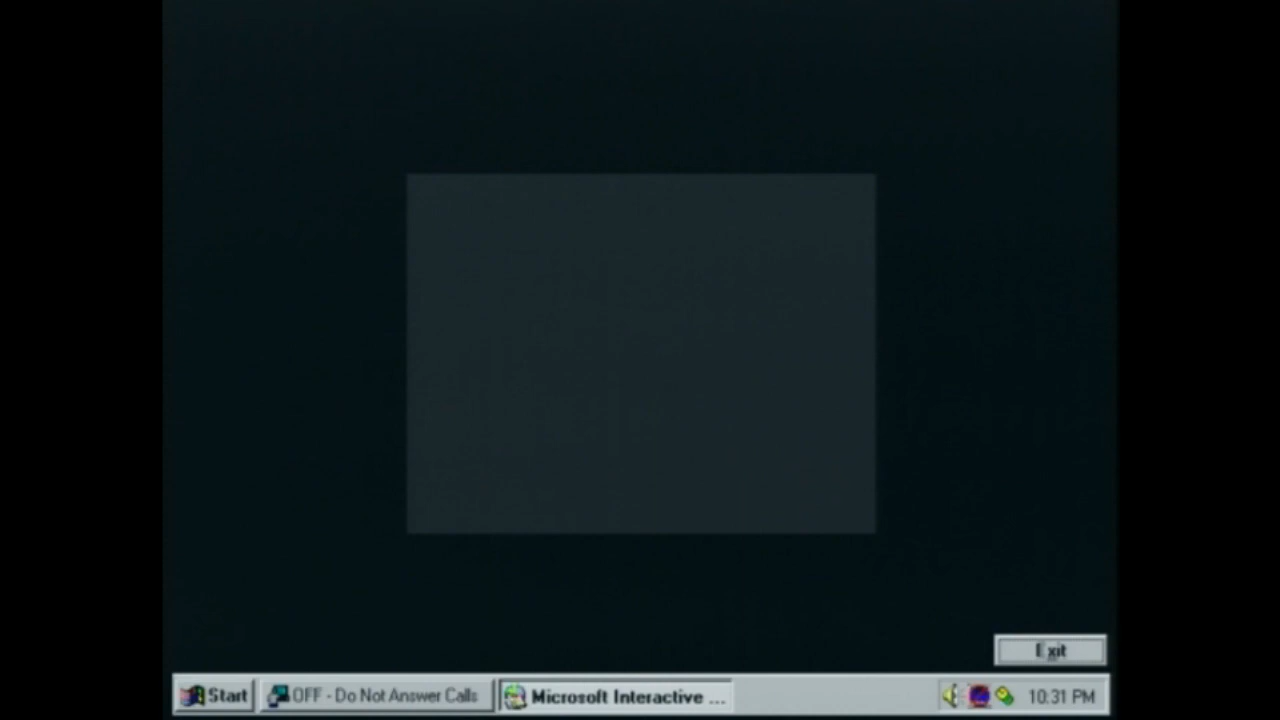 Exit
Start
OFF - Do Not Answer Calls
Microsoft Interactive ...
10:31 PM